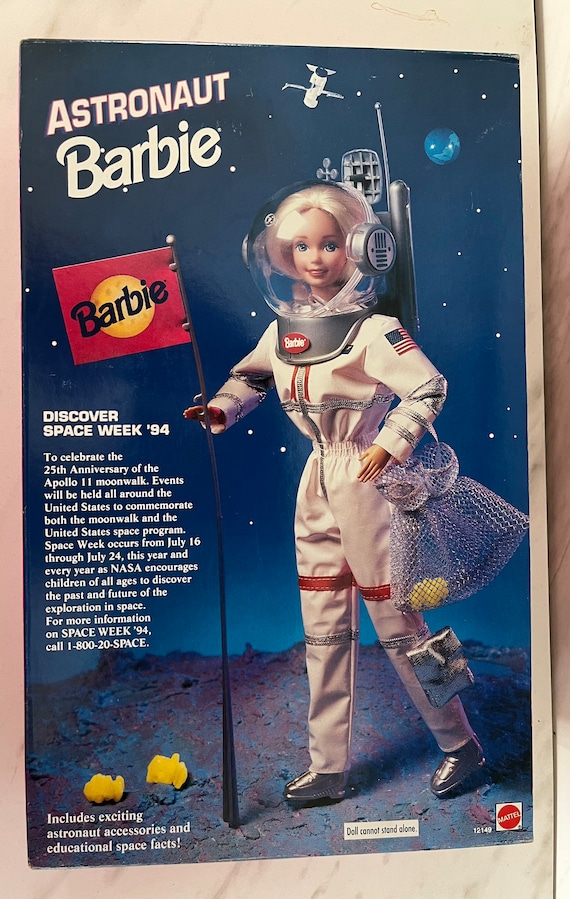 ASTRONAUT
Barbie
Barbie
Barbie
DISCOVER
SPACE WEEK '94
To celebrate the
25th Anniversary of the
Apollo 11 moonwalk. Events
will be held all around the
United States to commemorate
both the moonwalk and the
United States space program.
Space Week occurs from July 16
through July 24, this year and
every year as NASA encourages
children of all ages to discover
the past and future of the
exploration in space.
For more information
on SPACE WEEK '94,
call 1-800-20-SPACE.
Includes exciting
astronaut accessories and
educational space facts!
Doll cannot stand alone.
12149
MATTEL